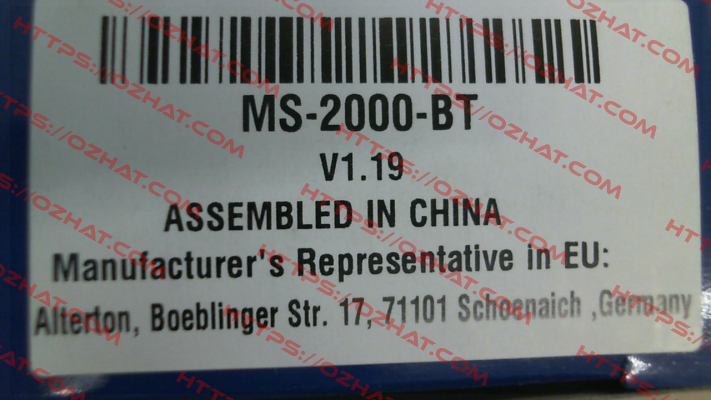 MS-2000-BT
V1.19
ASSEMBLED IN CHINA
Manufacturer's Representative in EU:
Alterton, Boeblinger Str. 17, 71101 Schoenaich ,Germany
HTTPS://OZHAT.COM